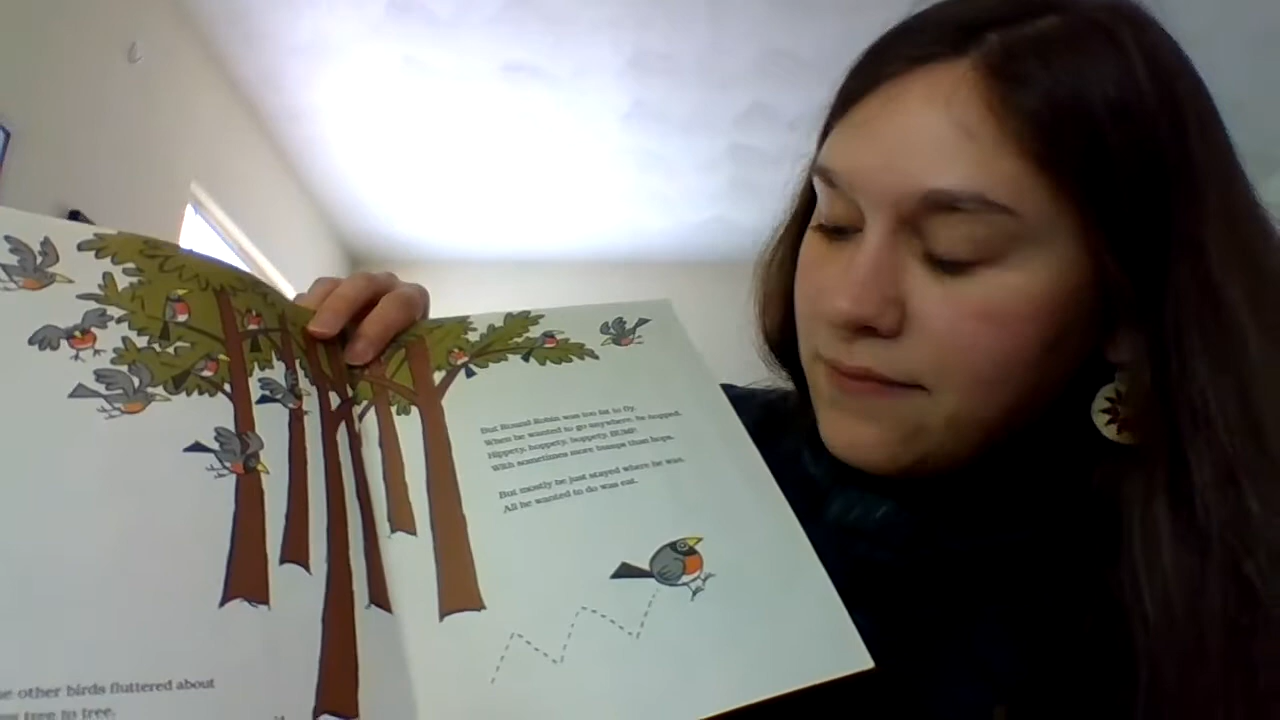 he other birds fluttered about
tree to tree.
But Round Robin was too fat to fly.
When he wanted to go anywhere, he hopped.
Hippety, hoppety, hoppety, BUMP.
With sometimes more bumps than hops.
But mostly he just stayed where he was.
All he wanted to do was eat.